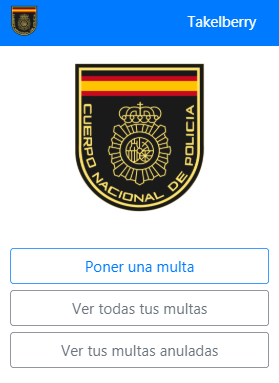 Takelberry
CUERPO NACIONAL DE POLICIA
Poner una multa
Ver todas tus multas
Ver tus multas anuladas